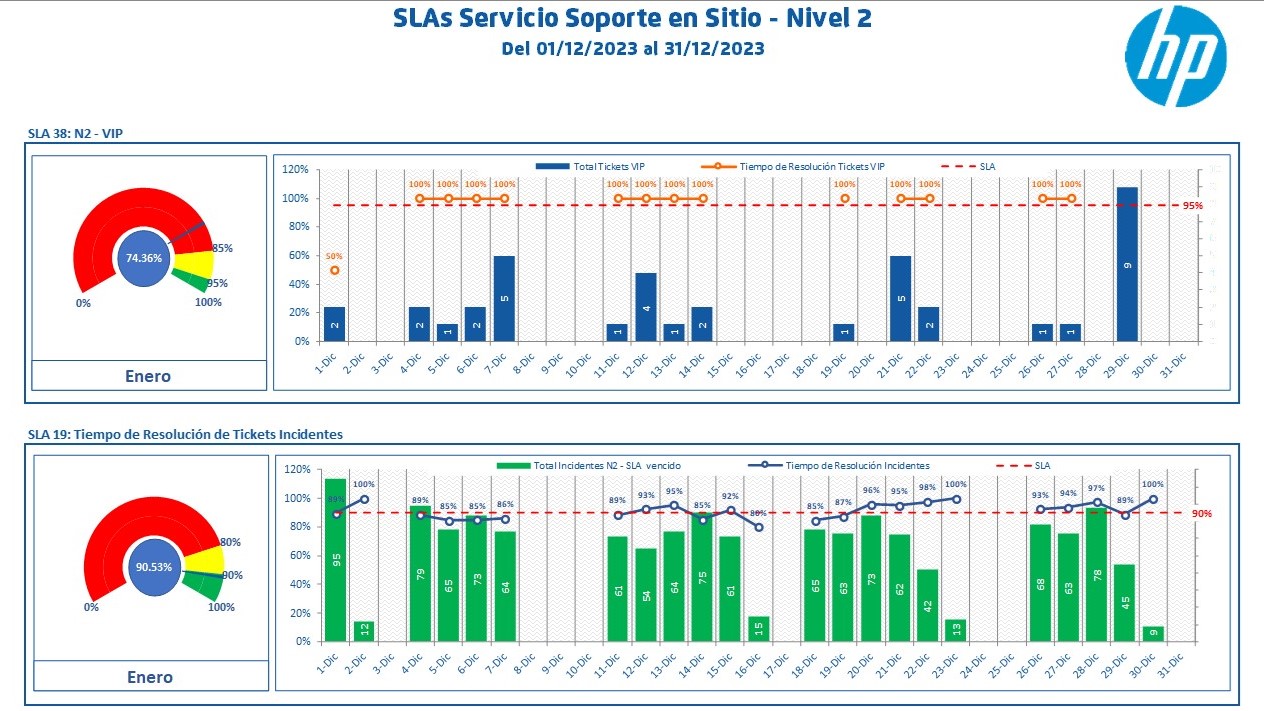 SLAs Servicio Soporte en Sitio - Nivel 2
Del 01/12/2023 al 31/12/2023
hp
SLA 38: N2 - VIP
74.36%
0%
85%
95%
100%
Enero
Total Tickets VIP
Tiempo de Resolución Tickets VIP
SLA
120%
100%
80%
60%
40%
20%
0%
50%
100% 100% 100% 100%
100% 100% 100% 100%
100%
100% 100%
100% 100%
95%
2 2 1 2 5 1 4 1 2 1 5 2 1 1 9
1-Dic 2-Dic 3-Dic 4-Dic 5-Dic 6-Dic 7-Dic 8-Dic 9-Dic 10-Dic 11-Dic 12-Dic 13-Dic 14-Dic 15-Dic 16-Dic 17-Dic 18-Dic 19-Dic 20-Dic 21-Dic 22-Dic 23-Dic 24-Dic 25-Dic 26-Dic 27-Dic 28-Dic 29-Dic 30-Dic 31-Dic
SLA 19: Tiempo de Resolución de Tickets Incidentes
90.53%
0%
80%
90%
100%
Enero
Total Incidentes N2 - SLA vencido
Tiempo de Resolución Incidentes
SLA
120%
100%
80%
60%
40%
20%
0%
89% 100% 89% 85% 85% 86% 89% 93% 95% 85% 92% 80% 85% 87% 96% 95% 98% 100% 93% 94% 97% 89% 100%
90%
95 12 79 65 73 64 61 54 64 75 61 15 65 63 73 62 42 13 68 63 78 45 9
1-Dic 2-Dic 3-Dic 4-Dic 5-Dic 6-Dic 7-Dic 8-Dic 9-Dic 10-Dic 11-Dic 12-Dic 13-Dic 14-Dic 15-Dic 16-Dic 17-Dic 18-Dic 19-Dic 20-Dic 21-Dic 22-Dic 23-Dic 24-Dic 25-Dic 26-Dic 27-Dic 28-Dic 29-Dic 30-Dic 31-Dic